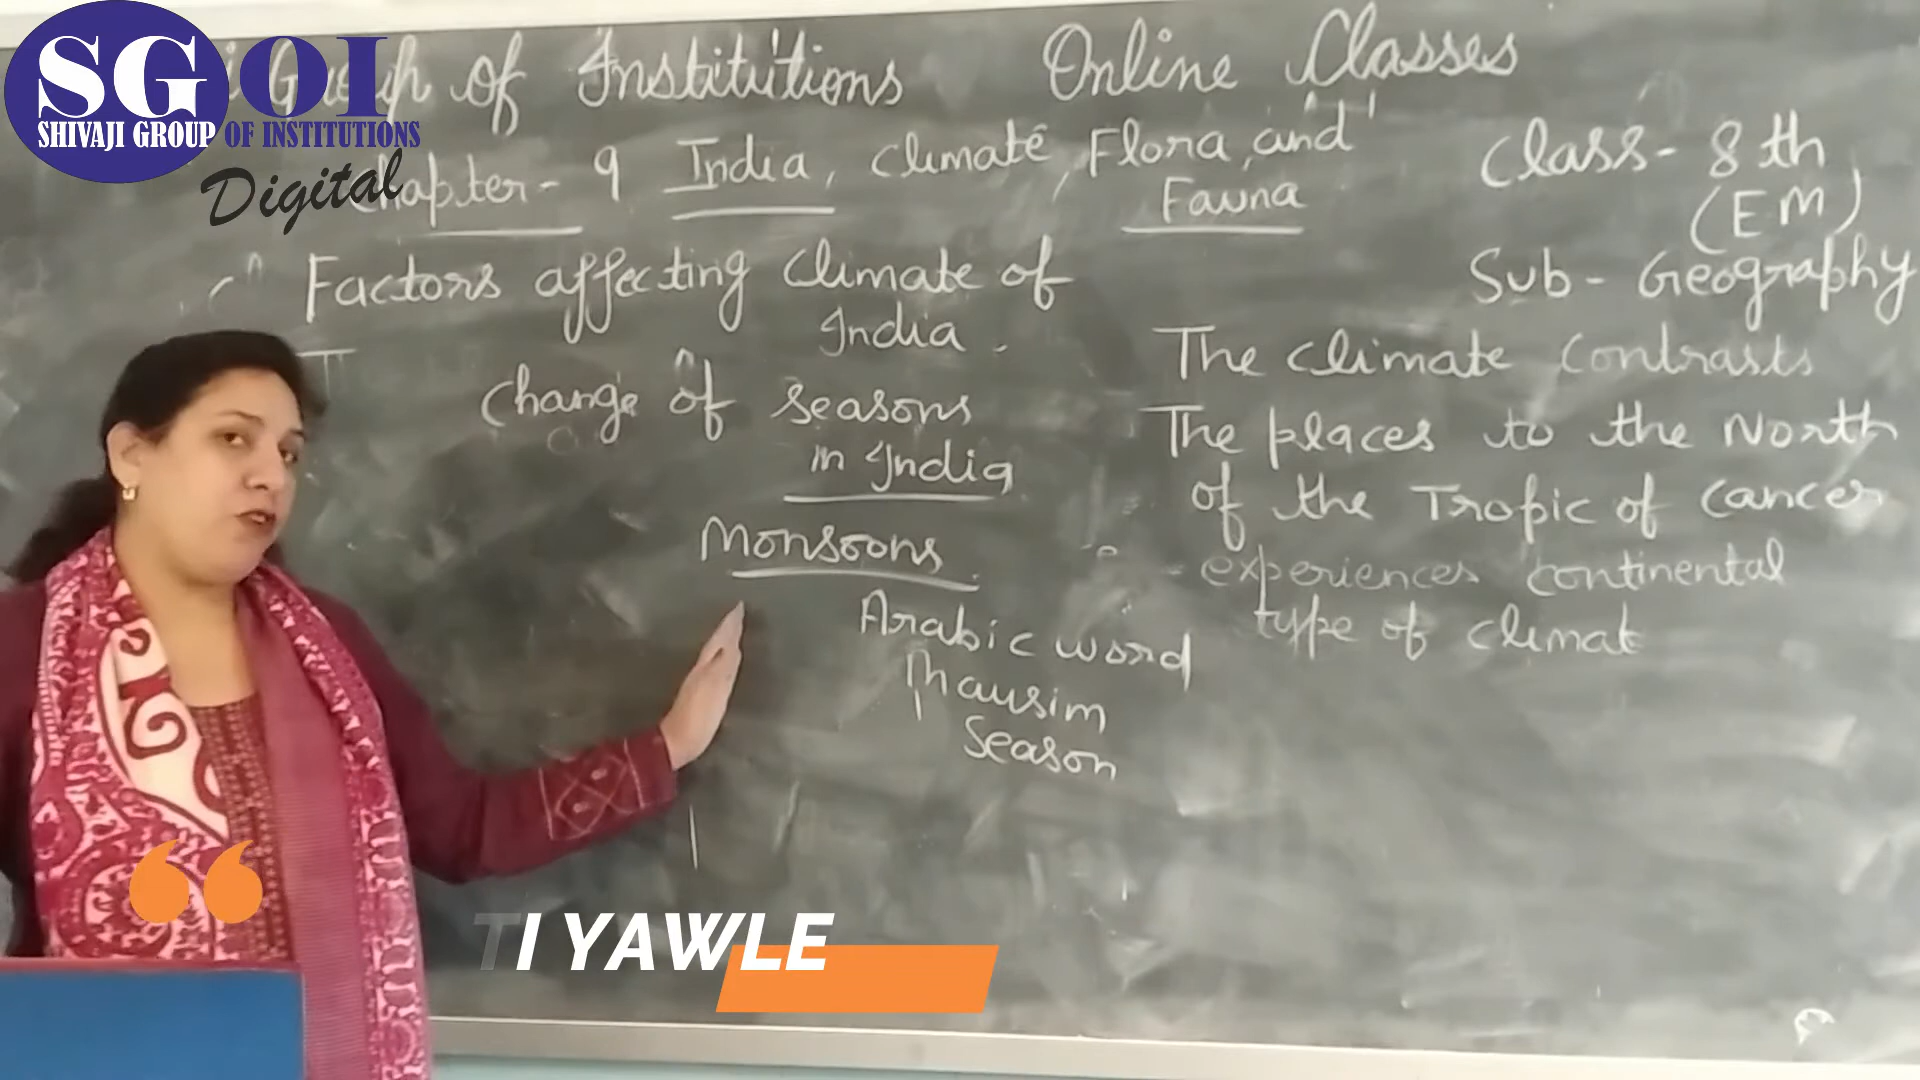 SGOI
SHIVAJI GROUP OF INSTITUTIONS
Digital
Group of Institutions Online Classes
Chapter - 9 India, Climate, Flora, and
Fauna
Class - 8th
(EM)
Sub - Geography
Factors affecting climate of
India.
Change of seasons
in India
Monsoons
Arabic word
Mausim
Season
The climate contrasts
The places to the North
of the Tropic of Cancer
experiences continental
type of climat
TI YAWLE